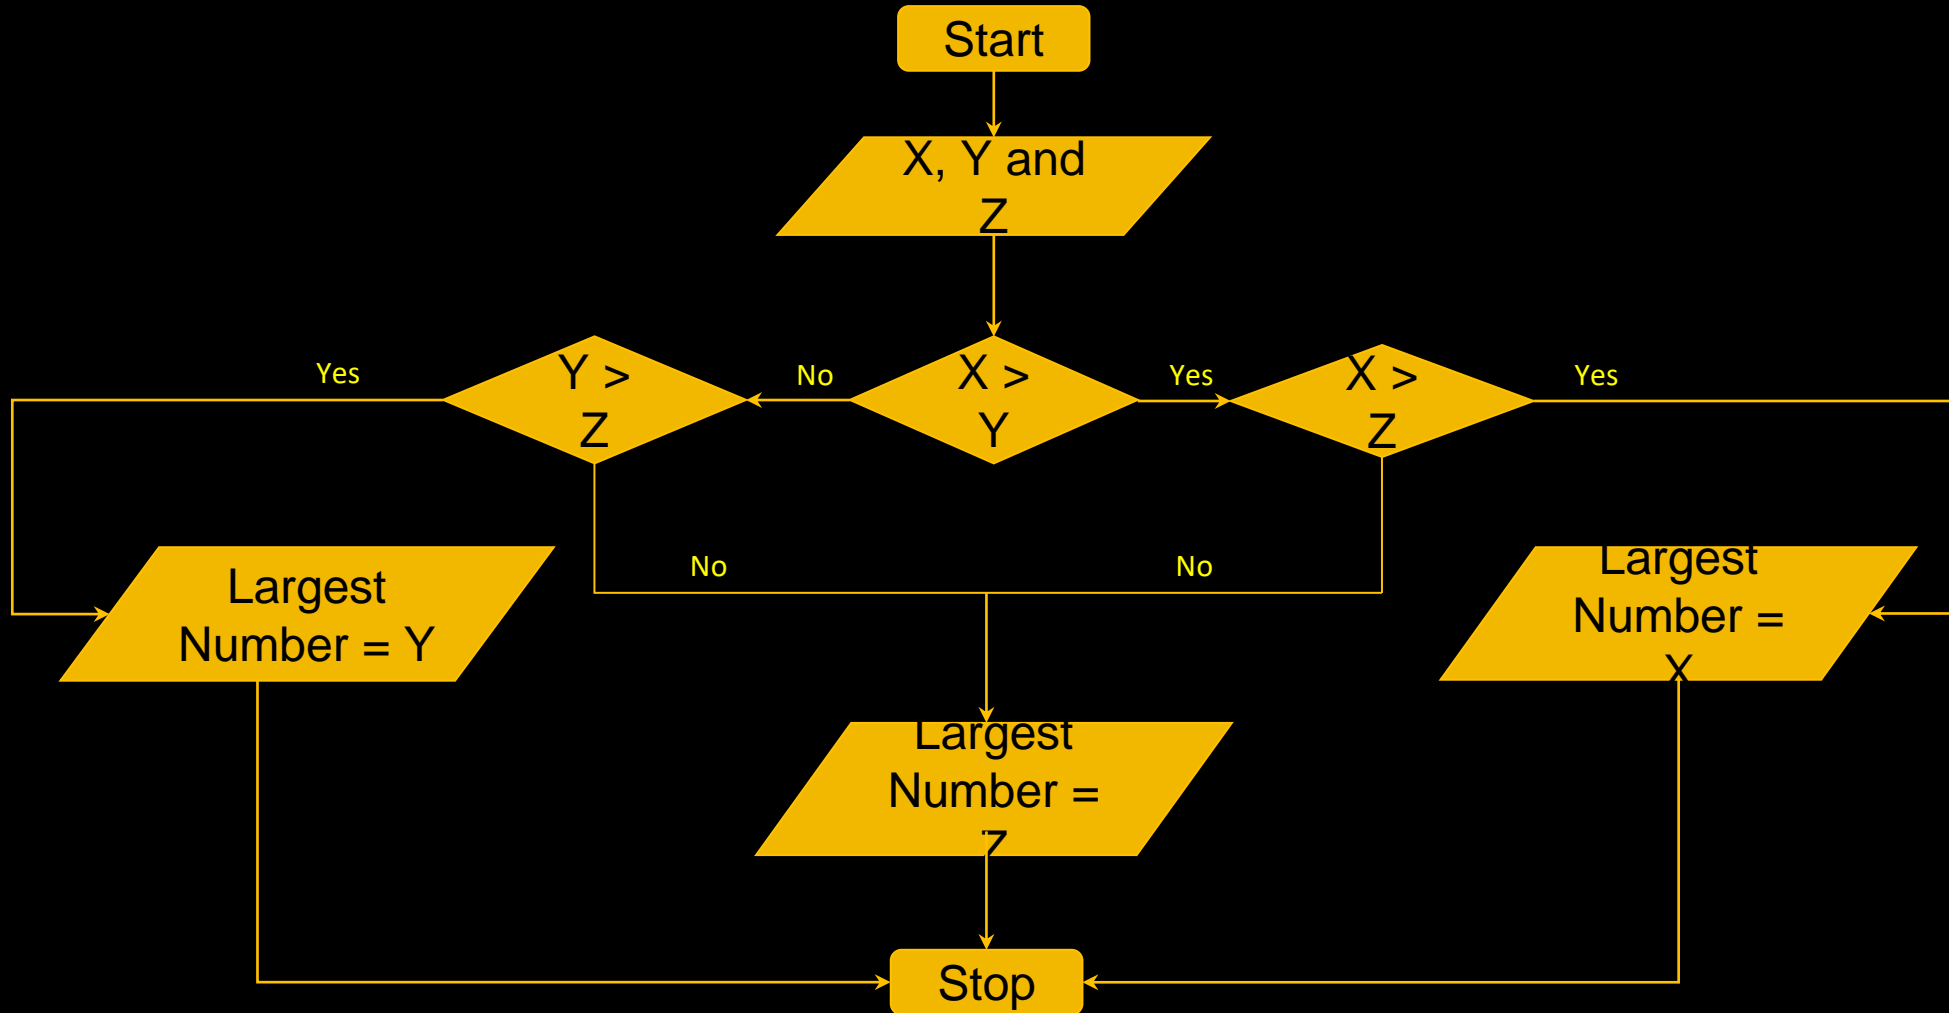 Start
X, Y and
Z
Yes
Y >
Z
No
X >
Y
Yes
X >
Z
Yes
No
No
Largest
Number = Y
Largest
Number =
X
Largest
Number =
Z
Stop